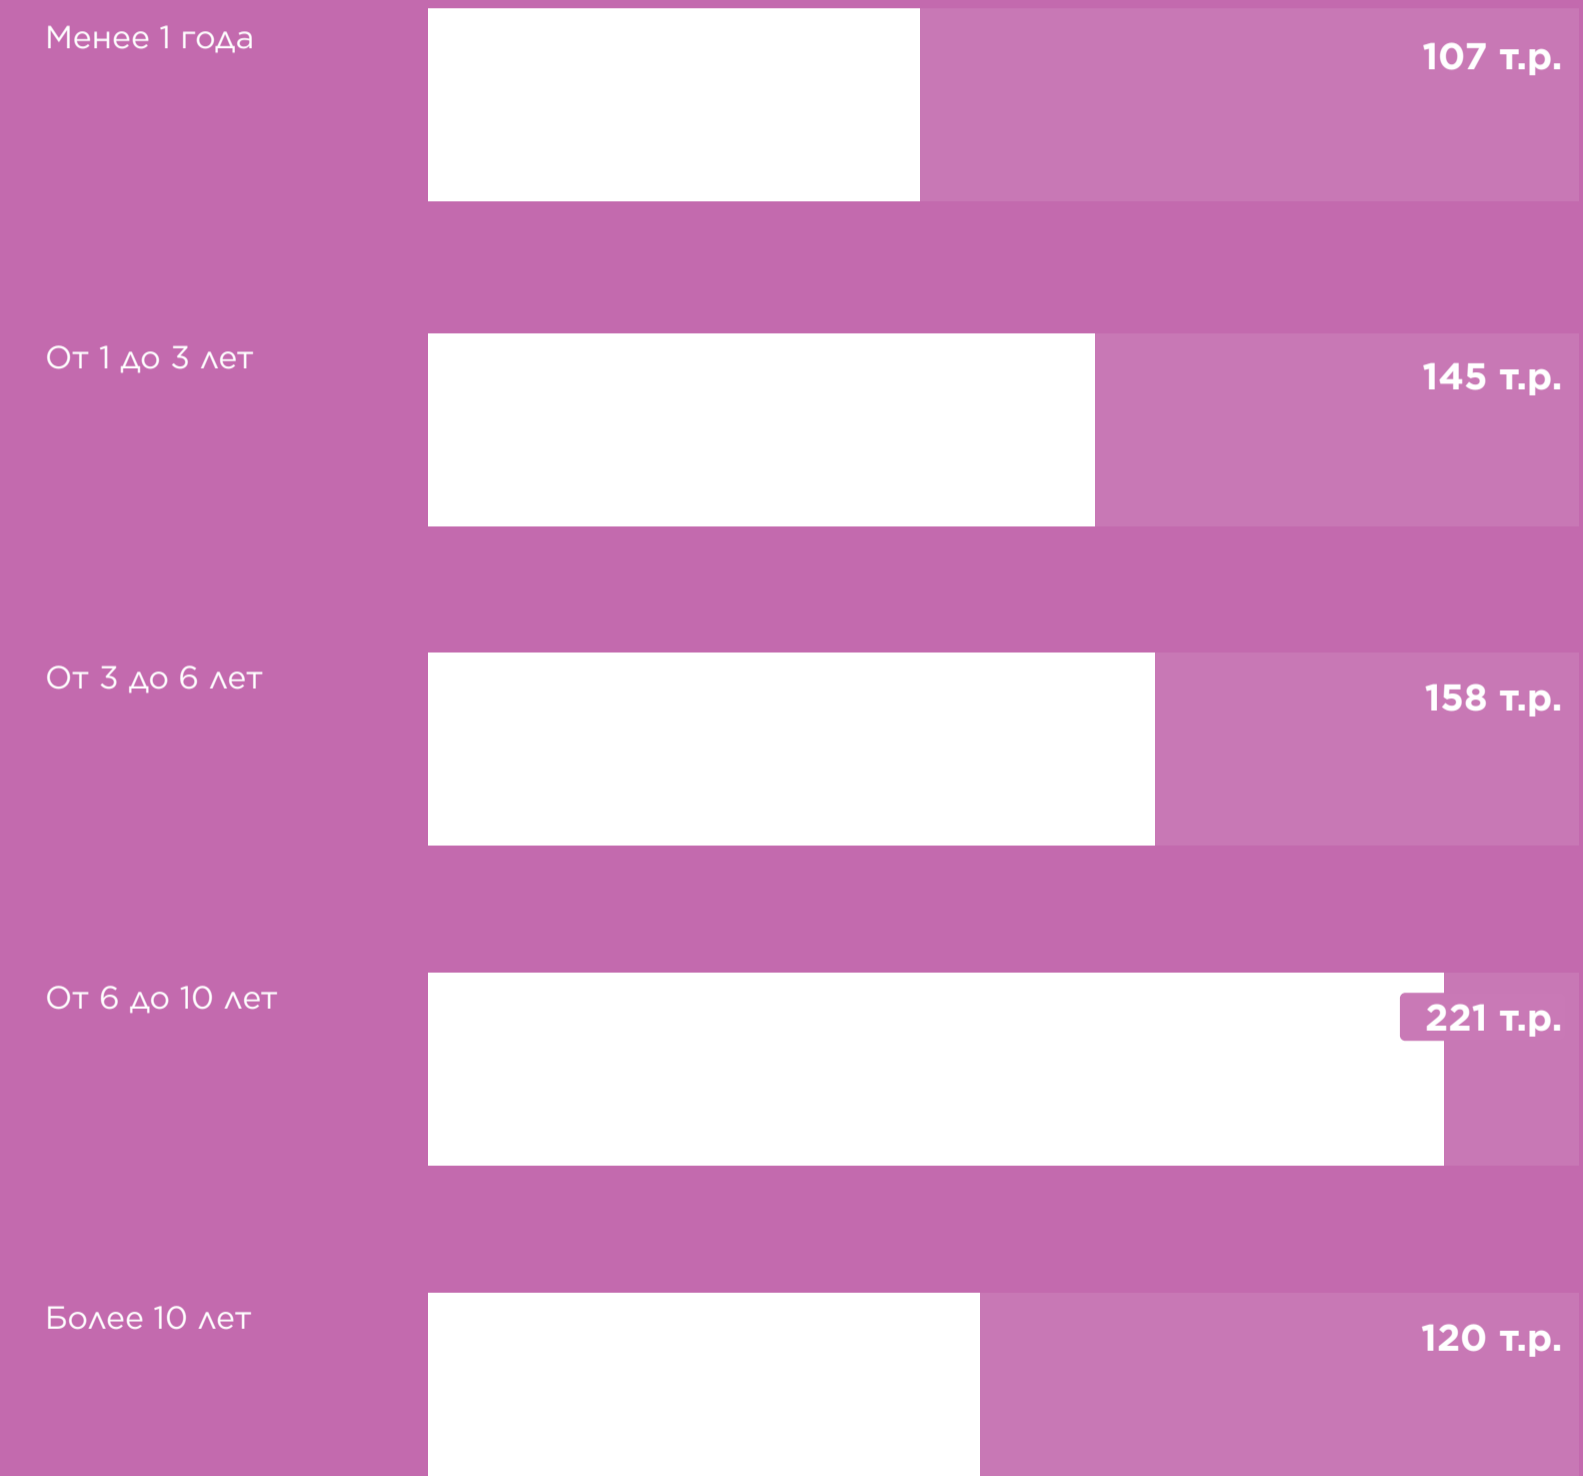 Менее 1 года
107 т.р.
От 1 до 3 лет
145 т.р.
От 3 до 6 лет
158 т.р.
От 6 до 10 лет
221 т.р.
Более 10 лет
120 т.р.